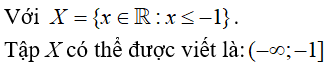 Với X = {x ∈ ℝ : x ≤ −1}.
Tập X có thể được viết là: (−∞; −1]